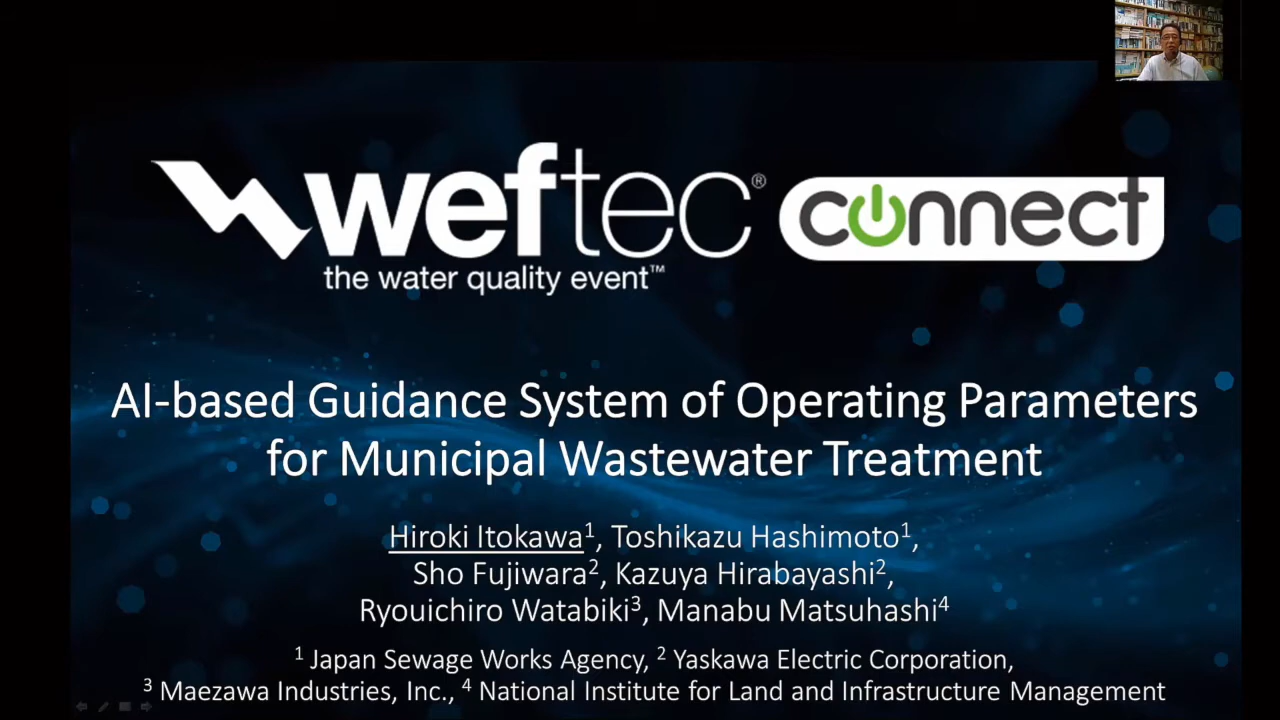 weftec® connect
the water quality event™
AI-based Guidance System of Operating Parameters
for Municipal Wastewater Treatment
Hiroki Itokawa¹, Toshikazu Hashimoto¹,
Sho Fujiwara², Kazuya Hirabayashi²,
Ryouichiro Watabiki³, Manabu Matsuhashi⁴
¹ Japan Sewage Works Agency, ² Yaskawa Electric Corporation,
³ Maezawa Industries, Inc., ⁴ National Institute for Land and Infrastructure Management